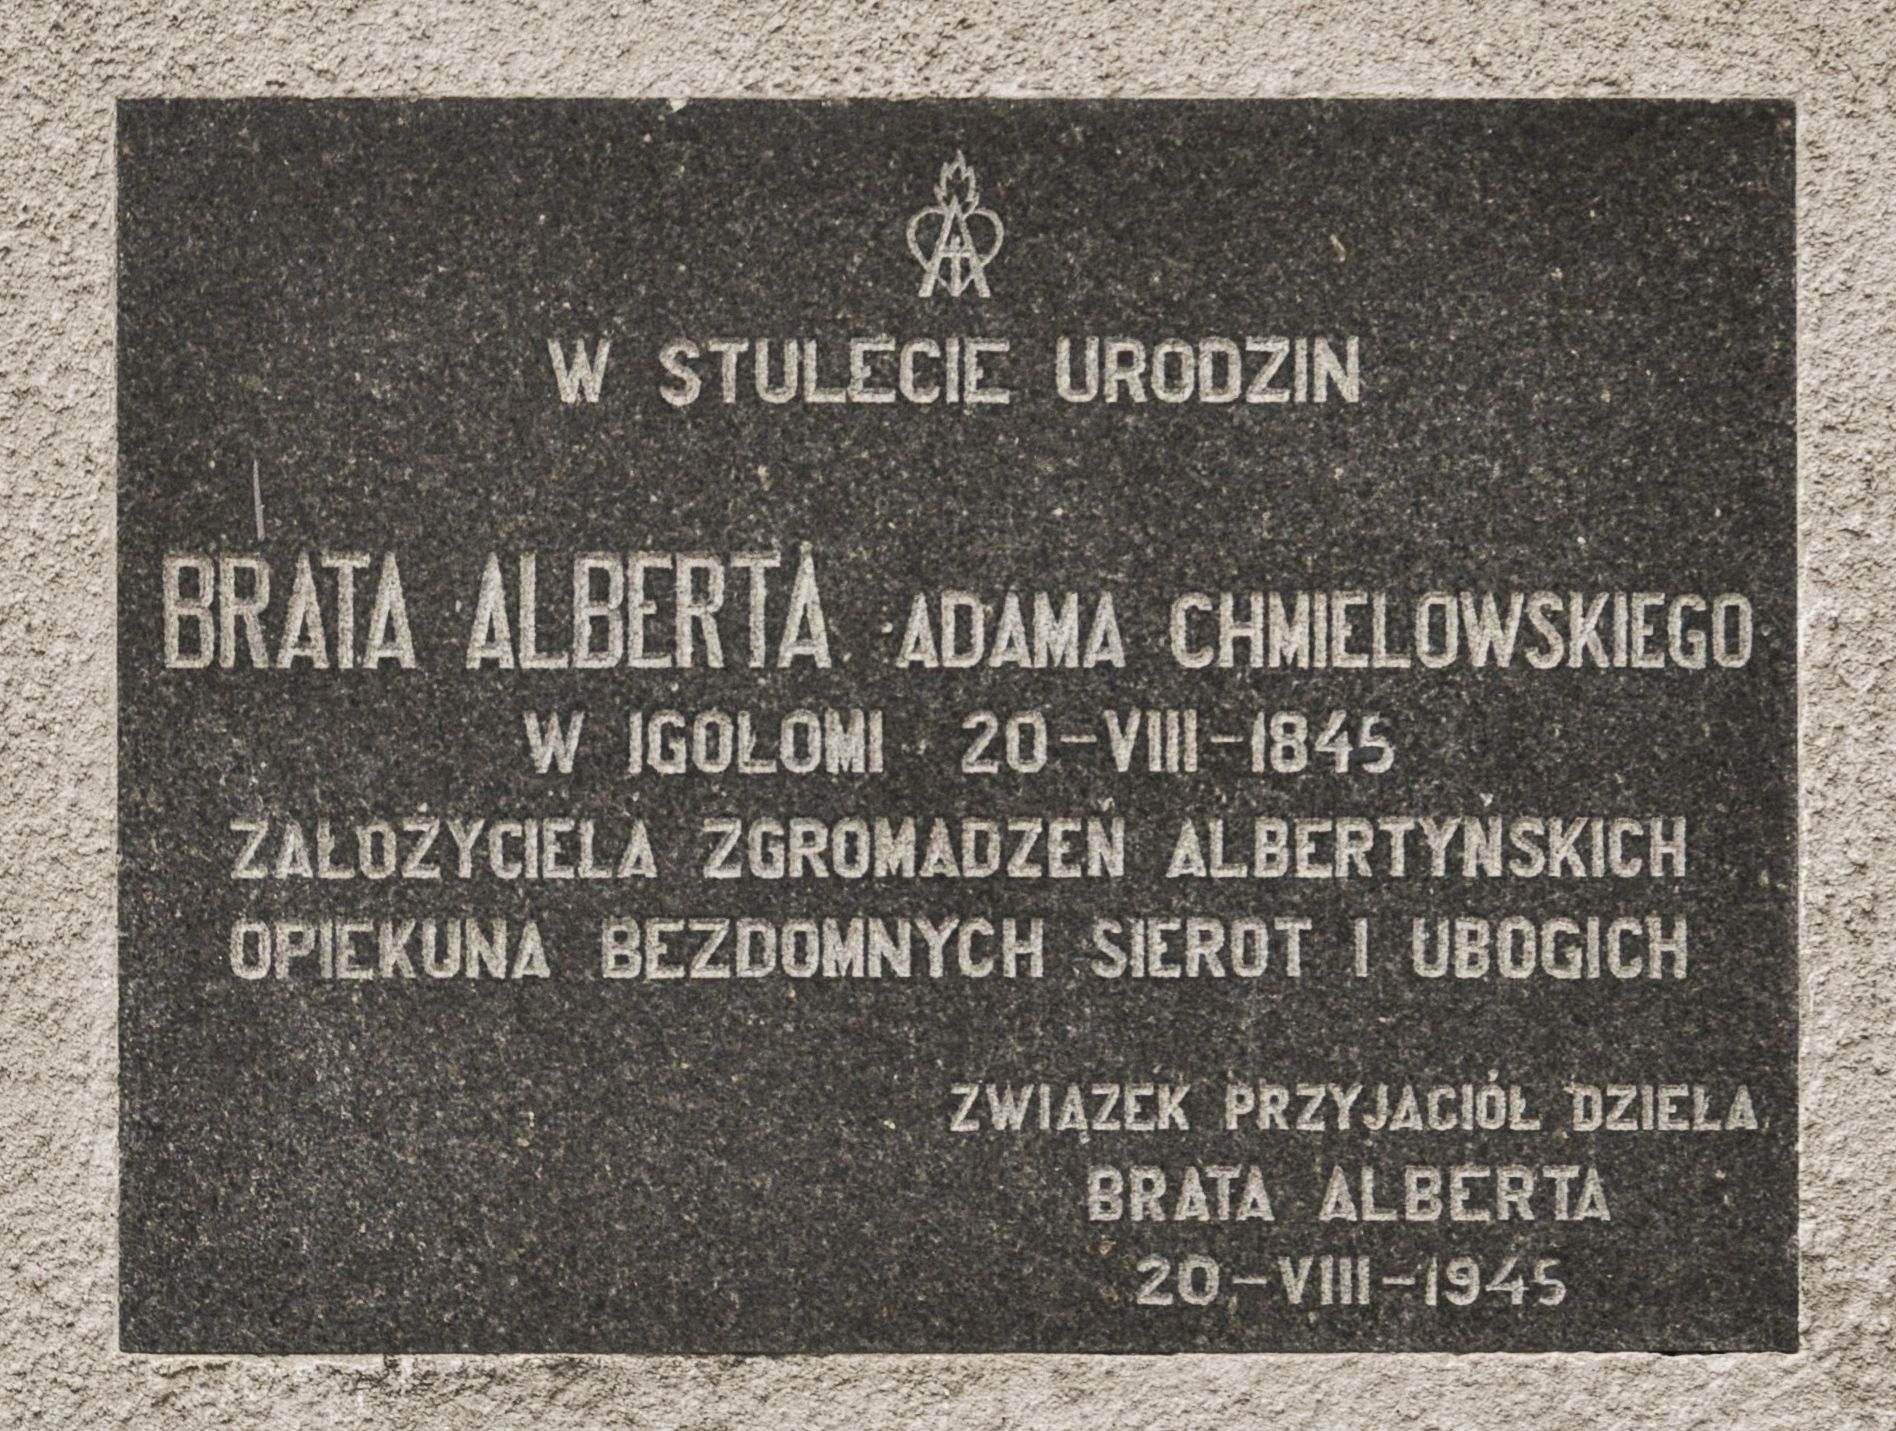 W STULECIE URODZIN
BRATA ALBERTA ADAMA CHMIELOWSKIEGO
W IGOŁOMI 20-VIII-1845
ZAŁOŻYCIELA ZGROMADZEŃ ALBERTYŃSKICH
OPIEKUNA BEZDOMNYCH SIEROT I UBOGICH
ZWIĄZEK PRZYJACIÓŁ DZIEŁA
BRATA ALBERTA
20-VIII-1945